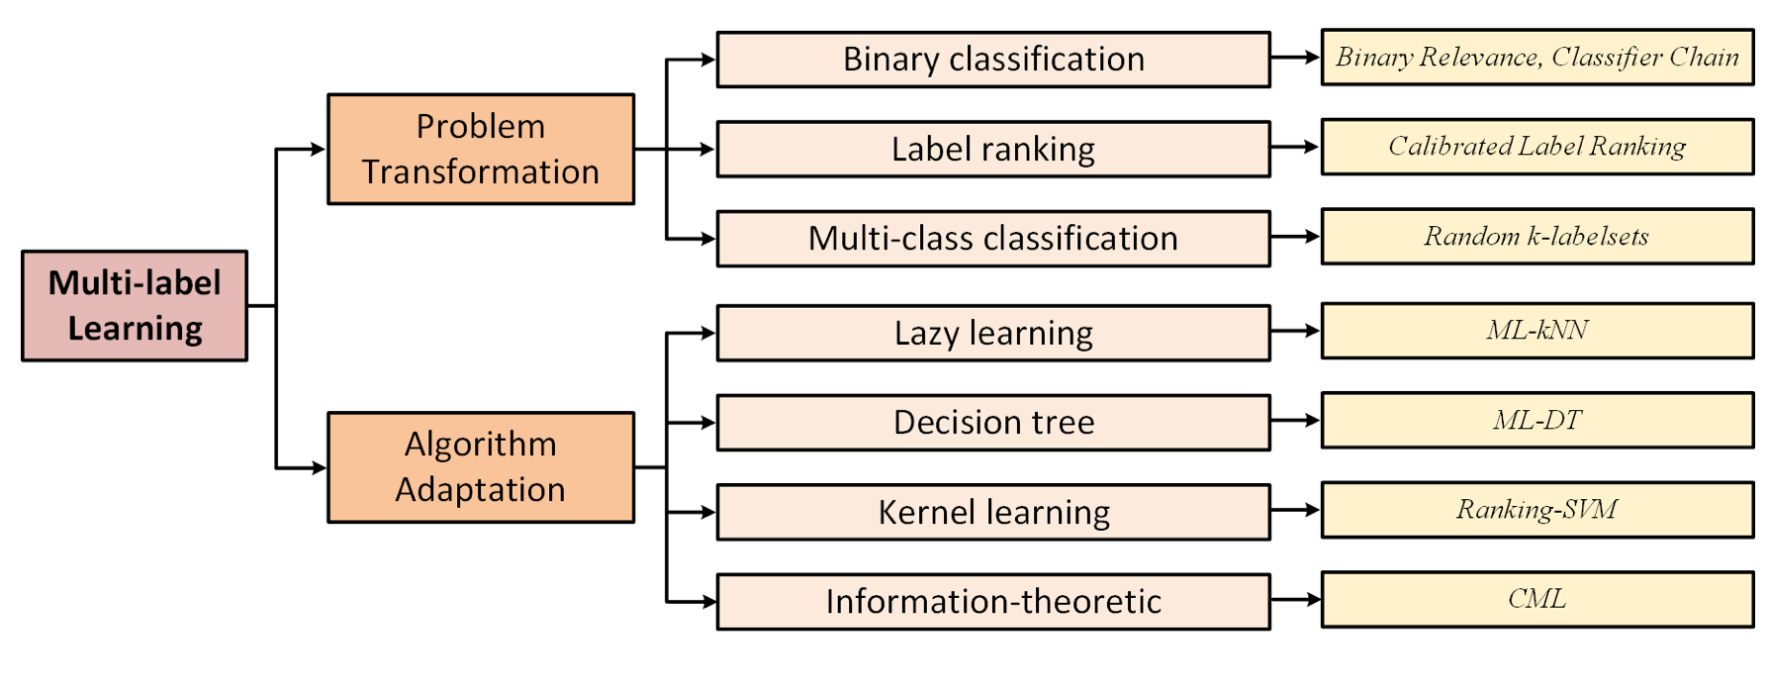 Multi-label
Learning
Problem
Transformation
Binary classification
Binary Relevance, Classifier Chain
Label ranking
Calibrated Label Ranking
Multi-class classification
Random k-labelsets
Algorithm
Adaptation
Lazy learning
ML-kNN
Decision tree
ML-DT
Kernel learning
Ranking-SVM
Information-theoretic
CML